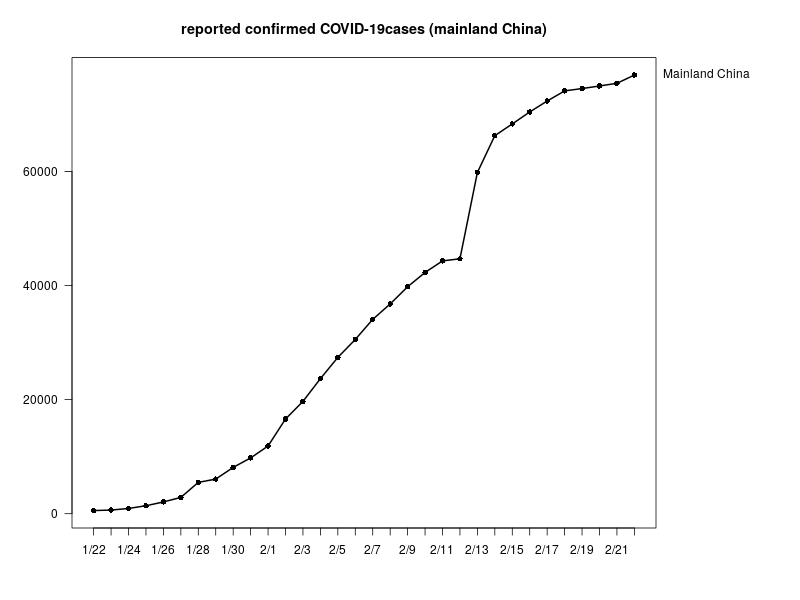 reported confirmed COVID-19cases (mainland China)
Mainland China
60000
40000
20000
0
1/22 1/24 1/26 1/28 1/30 2/1 2/3 2/5 2/7 2/9 2/11 2/13 2/15 2/17 2/19 2/21